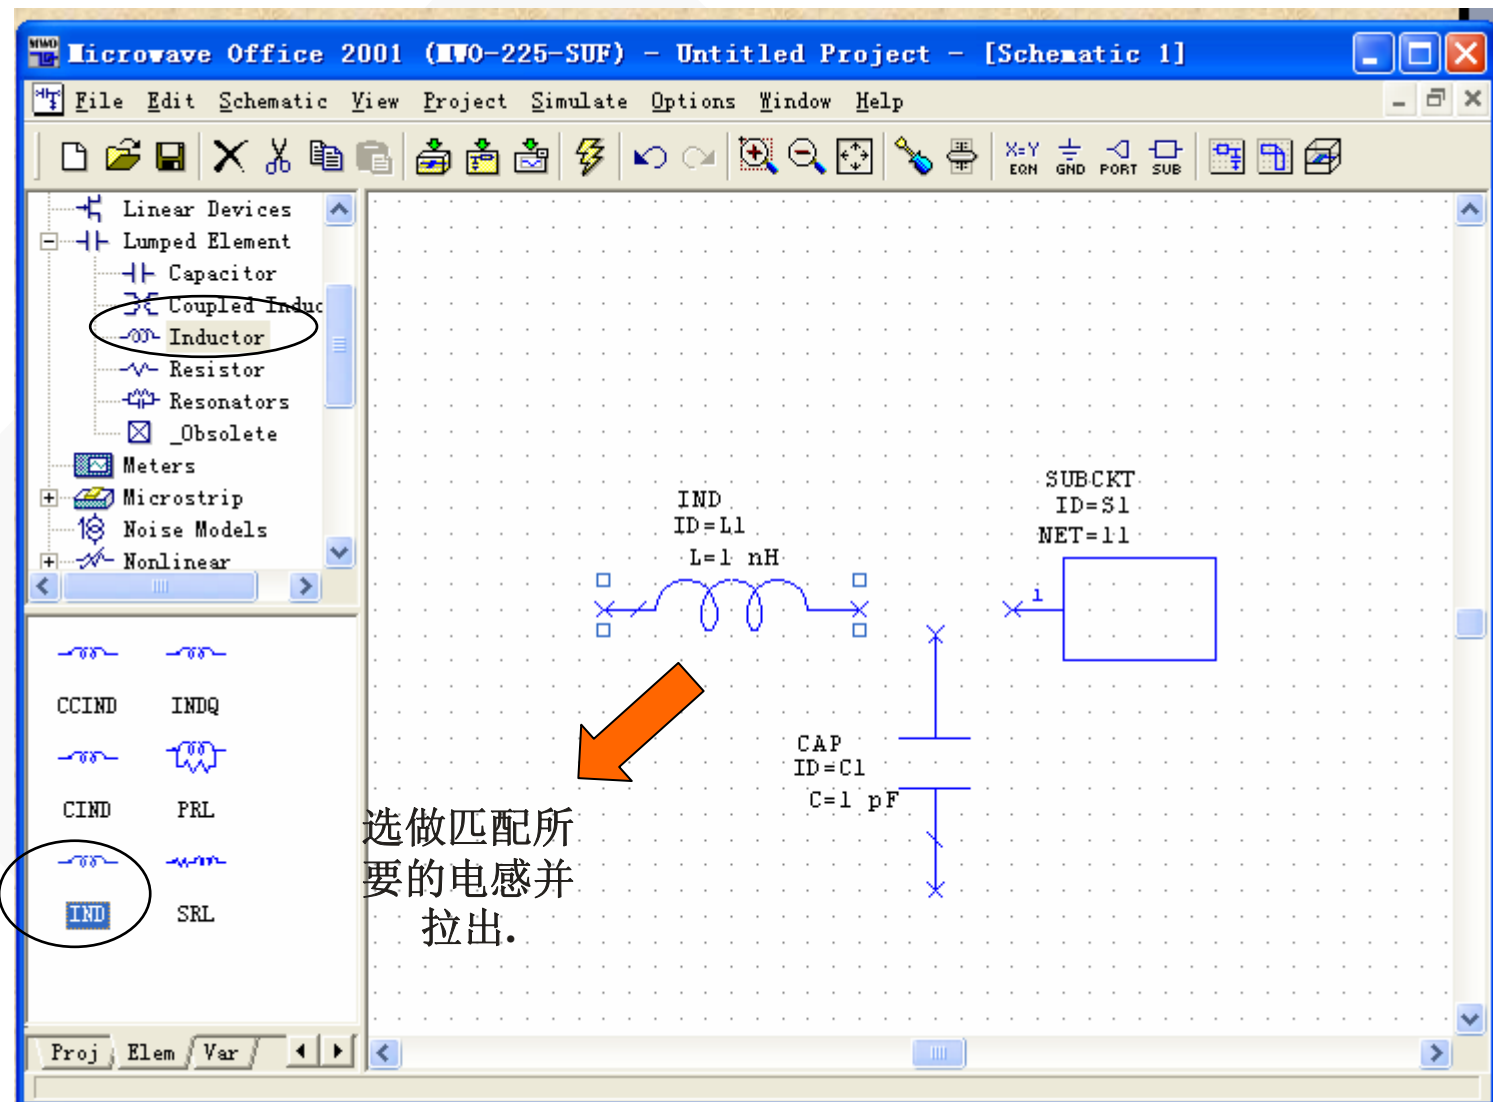 Microwave Office 2001 (MWO-225-SUF) - Untitled Project - [Schematic 1]
File Edit Schematic View Project Simulate Options Window Help
X=Y
EQN GND PORT SUB
Linear Devices
Lumped Element
Capacitor
Coupled Induc
Inductor
Resistor
Resonators
_Obsolete
Meters
Microstrip
Noise Models
Nonlinear
CCIND INDQ
CIND PRL
IND SRL
Proj Elem Var
IND
ID=L1
L=1 nH
SUBCKT
ID=S1
NET=11
1
CAP
ID=C1
C=1 pF
选做匹配所
要的电感并
拉出.